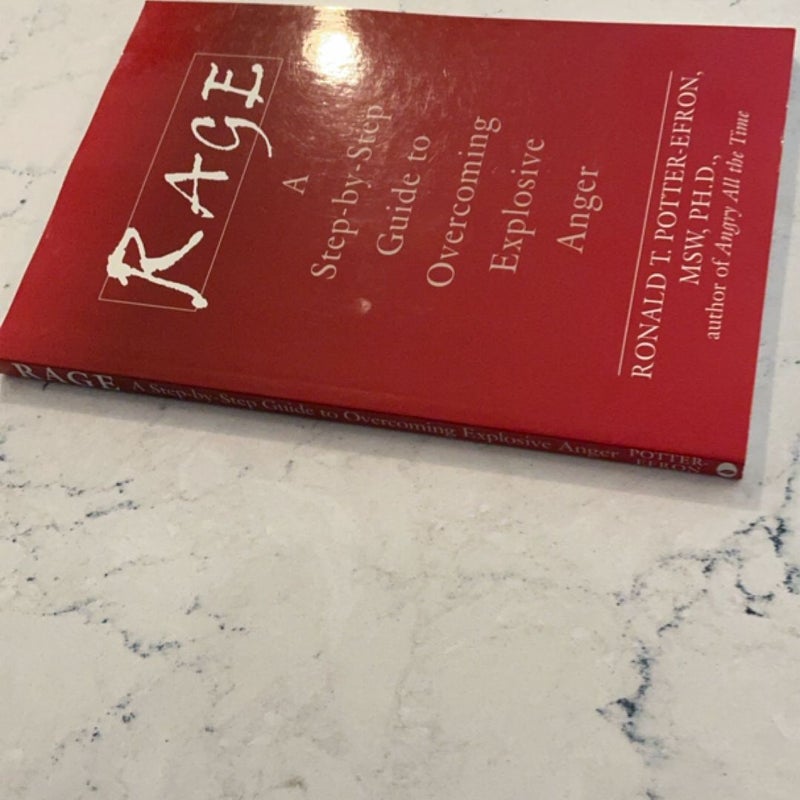 RAGE
A
Step-by-Step
Guide to
Overcoming
Explosive
Anger
RONALD T. POTTER-EFRON,
MSW, PH.D.,
author of Angry All the Time
RAGE A Step-by-Step Guide to Overcoming Explosive Anger POTTER-
EFRON